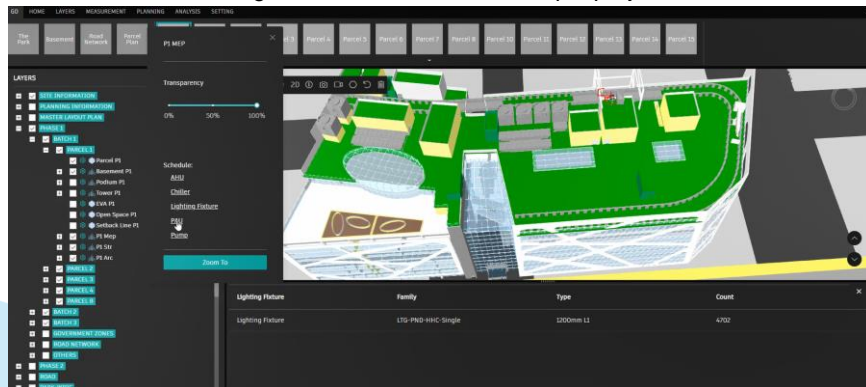 GO HOME LAYERS MEASUREMENT PLANNING ANALYSIS SETTING
The Park
Basement
Road Network
Parcel Plan
Parcel 4
Parcel 5
Parcel 6
Parcel 7
Parcel 8
Parcel 10
Parcel 11
Parcel 12
Parcel 13
Parcel 14
Parcel 15
LAYERS
SITE INFORMATION
PLANNING INFORMATION
MASTER LAYOUT PLAN
PHASE 1
BATCH 1
PARCEL 1
Parcel P1
Basement P1
Podium P1
Tower P1
EVA P1
Open Space P1
Setback Line P1
P1 Mep
P1 Str
P1 Arc
PARCEL 2
PARCEL 3
PARCEL 4
PARCEL 8
BATCH 2
BATCH 3
GOVERNMENT ZONES
ROAD NETWORK
OTHERS
PHASE 2
ROAD
P1 MEP
Transparency
0% 50% 100%
Schedule:
AHU
Chiller
Lighting Fixture
PAU
Pump
Zoom To
2D
Lighting Fixture Family Type Count
Lighting Fixture LTG-PND-HHC-Single 1200mm L1 4702